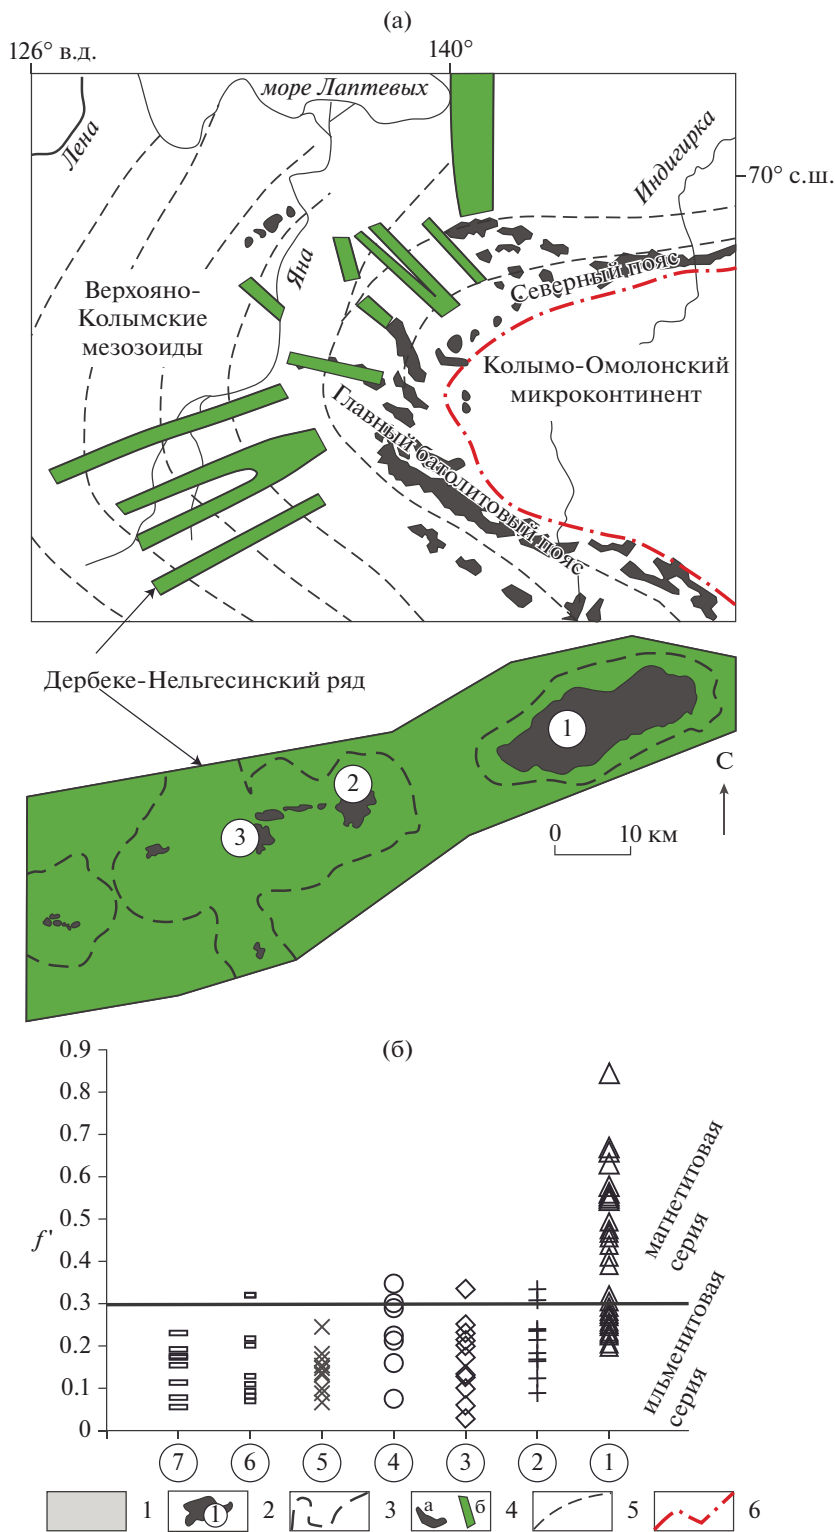 (а)
126° в.д.
140°
море Лаптевых
Лена
Индигирка
70° с.ш.
Яна
Северный пояс
Верхояно-
Колымские
мезозоиды
Колымо-Омолонский
микроконтинент
Главный батолитовый пояс
Дербеке-Нельгесинский ряд
1
С
2
3
0 10 км
(б)
0.9
0.8
0.7
0.6
0.5
f'
0.4
0.3
0.2
0.1
0
магнетитовая
серия
ильменитовая
серия
7 6 5 4 3 2 1
1 1 2 3 а б 4 5 6